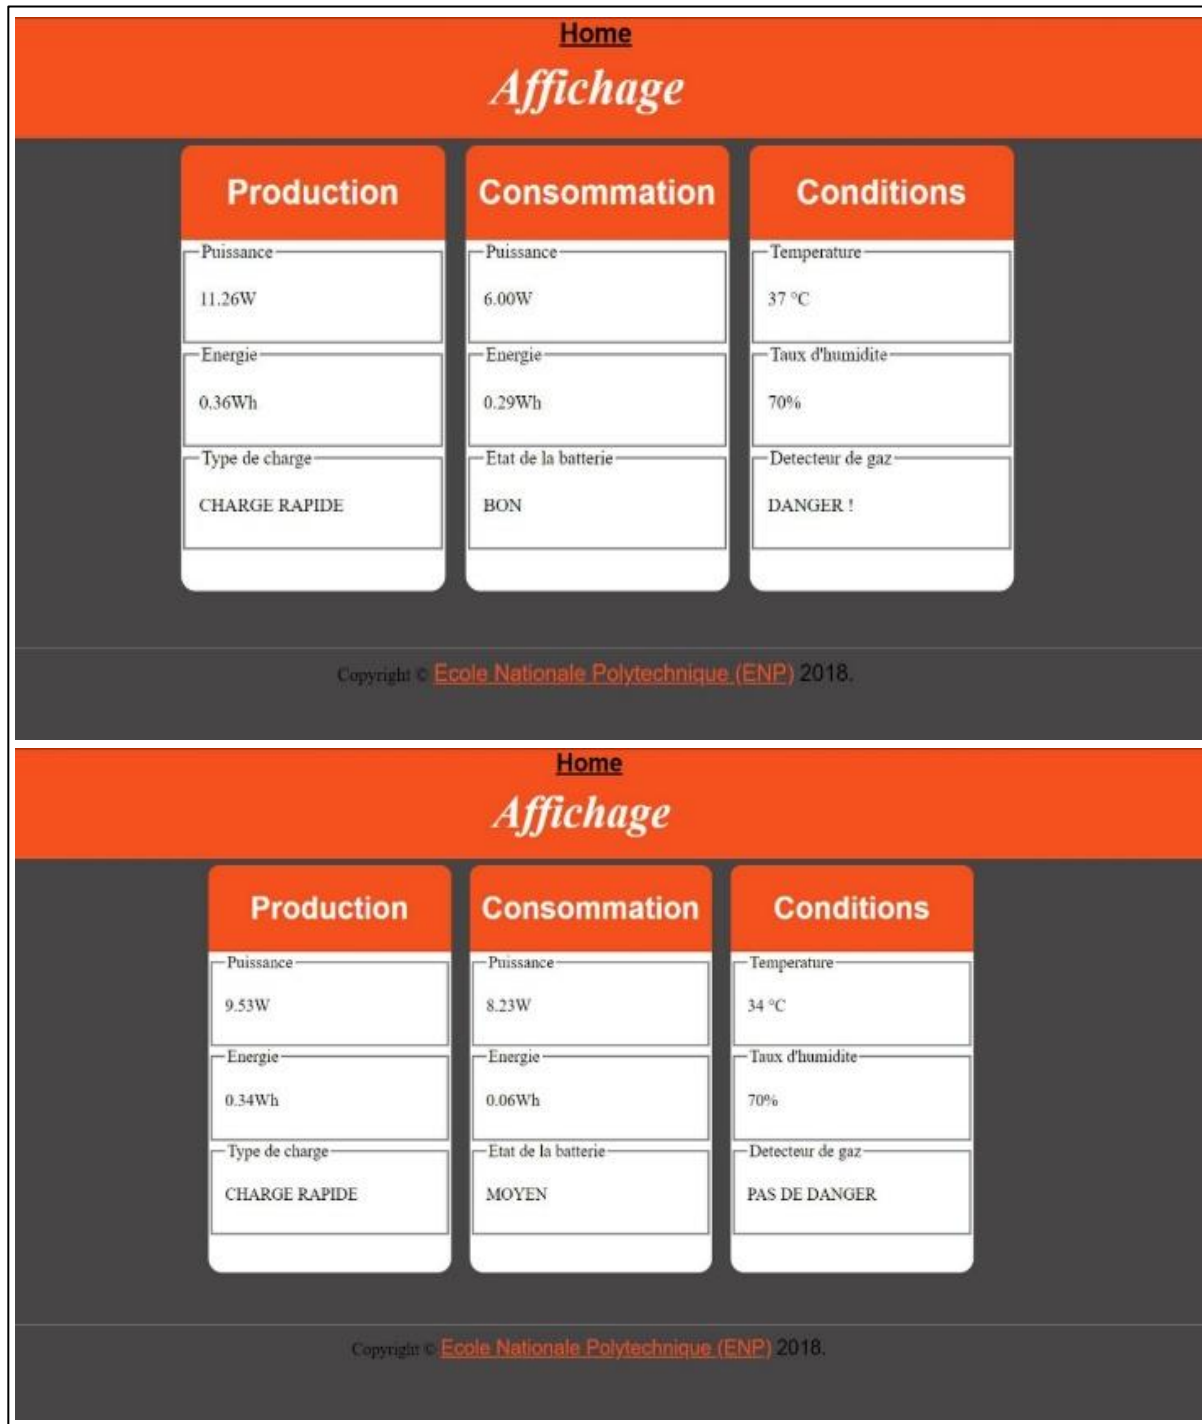 Home
Affichage
Production
Puissance
11.26W
Energie
0.36Wh
Type de charge
CHARGE RAPIDE
Consommation
Puissance
6.00W
Energie
0.29Wh
Etat de la batterie
BON
Conditions
Temperature
37 °C
Taux d'humidite
70%
Detecteur de gaz
DANGER !
Copyright © Ecole Nationale Polytechnique (ENP) 2018.
Home
Affichage
Production
Puissance
9.53W
Energie
0.34Wh
Type de charge
CHARGE RAPIDE
Consommation
Puissance
8.23W
Energie
0.06Wh
Etat de la batterie
MOYEN
Conditions
Temperature
34 °C
Taux d'humidite
70%
Detecteur de gaz
PAS DE DANGER
Copyright © Ecole Nationale Polytechnique (ENP) 2018.